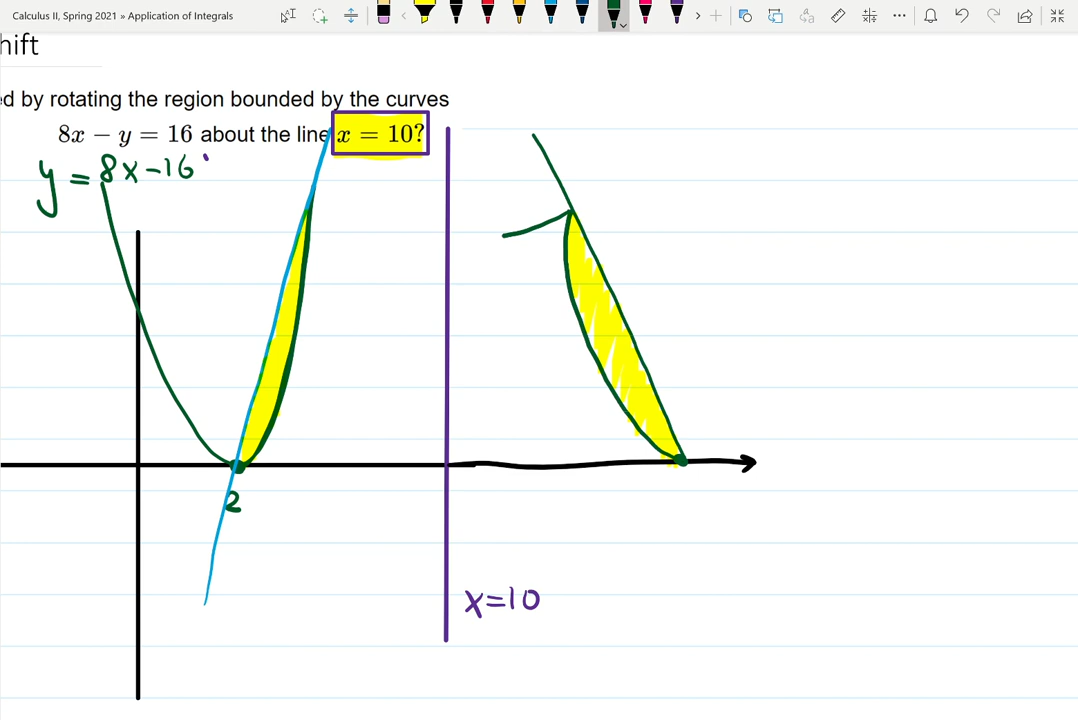 Calculus II, Spring 2021 » Application of Integrals
hift
ed by rotating the region bounded by the curves
8x − y = 16 about the line x = 10?
y = 8x-16
2
x=10